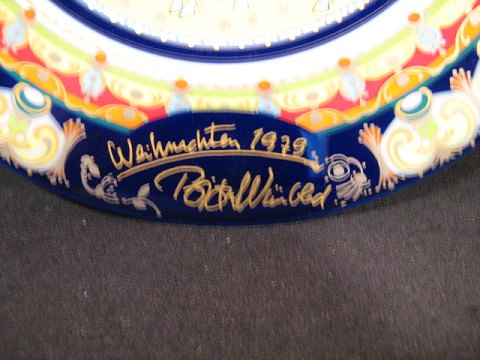 Weihnachten 1979
Björn Wiinblad